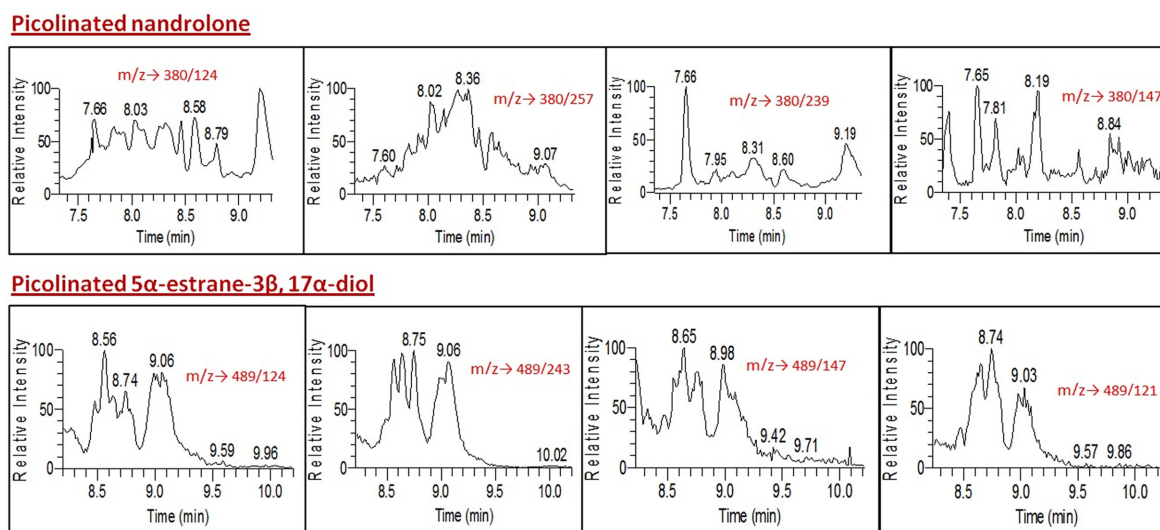 Picolinated nandrolone
m/z→ 380/124
Relative Intensity
100
50
0
7.66
8.03
8.58
8.79
7.5 8.0 8.5 9.0
Time (min)
m/z→ 380/257
Relative Intensity
100
50
0
7.60
8.02
8.36
9.07
7.5 8.0 8.5 9.0
Time (min)
m/z→ 380/239
Relative Intensity
100
50
0
7.66
7.95
8.31
8.60
9.19
7.5 8.0 8.5 9.0
Time (min)
m/z→ 380/147
Relative Intensity
100
50
0
7.65
7.81
8.19
8.84
7.5 8.0 8.5 9.0
Time (min)
Picolinated 5α-estrane-3β, 17α-diol
m/z→ 489/124
Relative Intensity
100
50
0
8.56
8.74
9.06
9.59
9.96
8.5 9.0 9.5 10.0
Time (min)
m/z→ 489/243
Relative Intensity
100
50
0
8.75
9.06
10.02
8.5 9.0 9.5 10.0
Time (min)
m/z→ 489/147
Relative Intensity
100
50
0
8.65
8.98
9.42
9.71
8.5 9.0 9.5 10.0
Time (min)
m/z→ 489/121
Relative Intensity
100
50
0
8.74
9.03
9.57
9.86
8.5 9.0 9.5 10.0
Time (min)